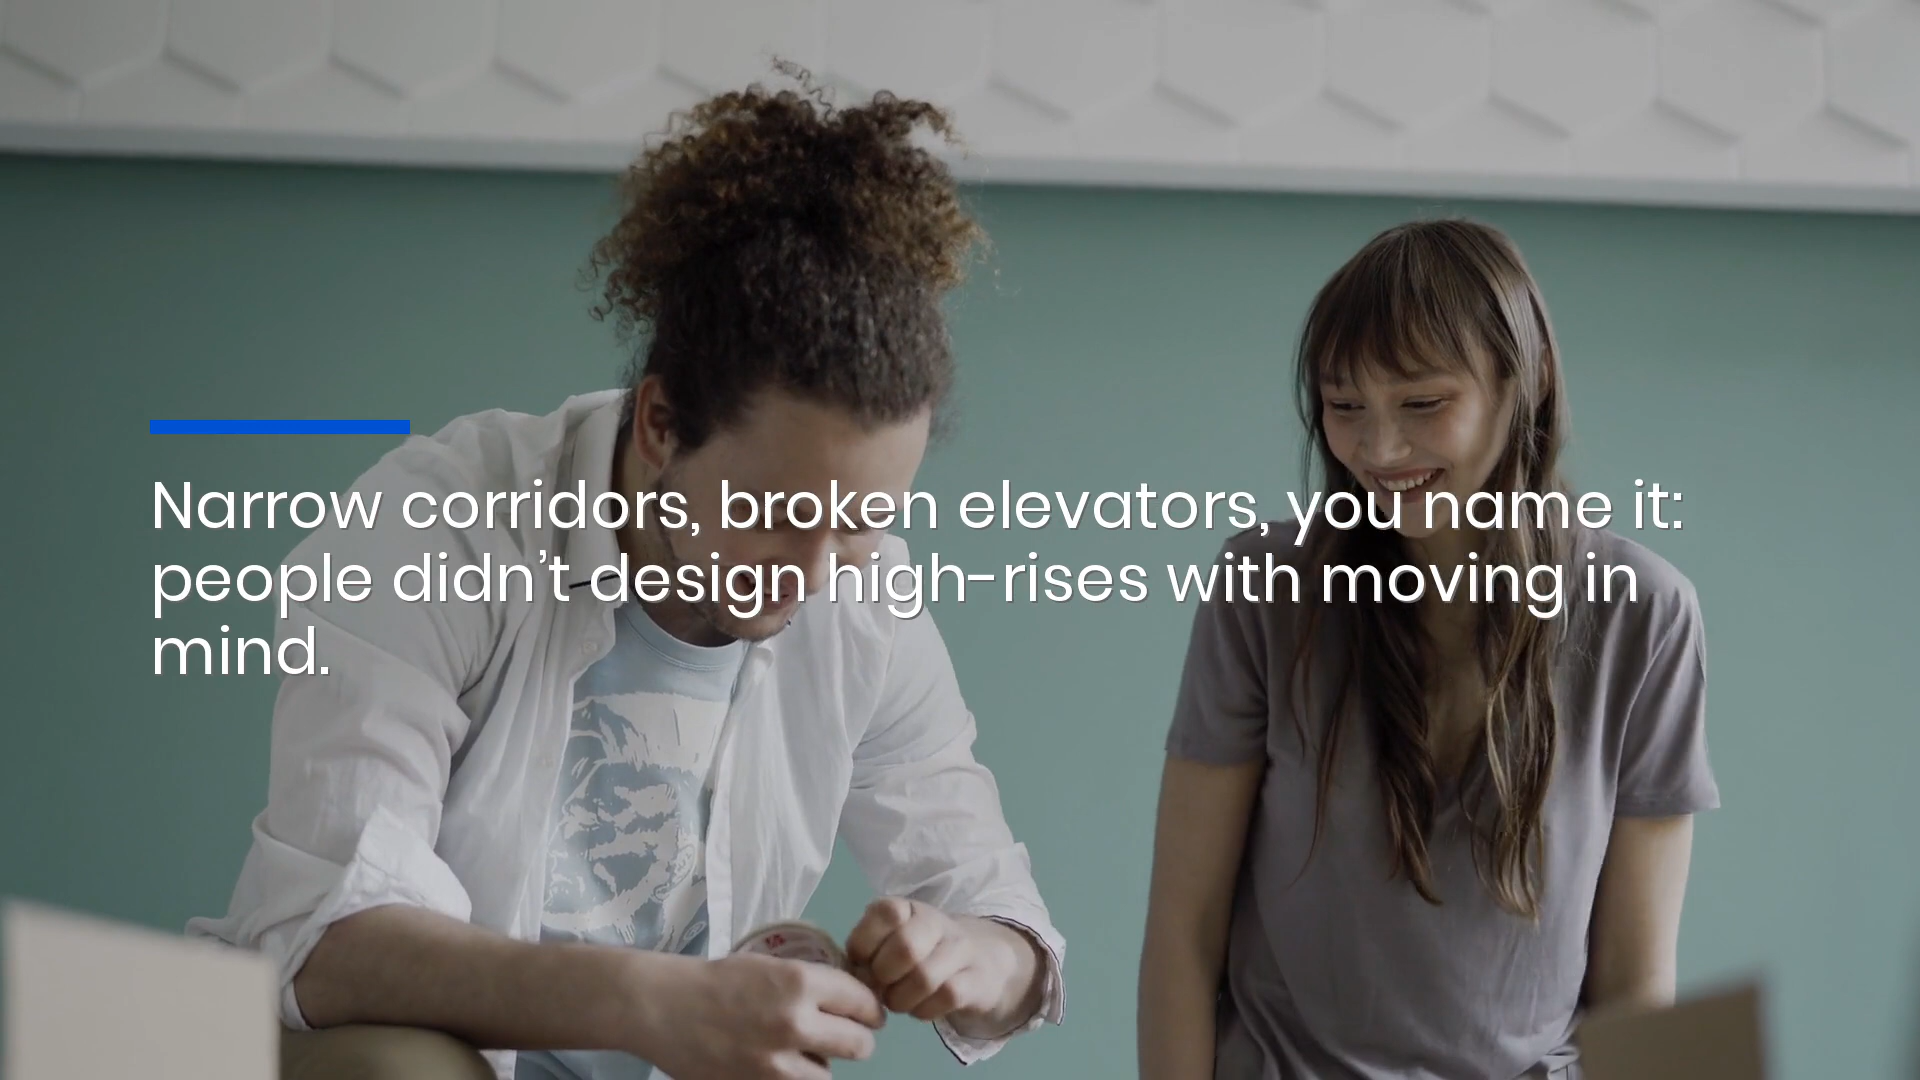 Narrow corridors, broken elevators, you name it:
people didn’t design high-rises with moving in
mind.